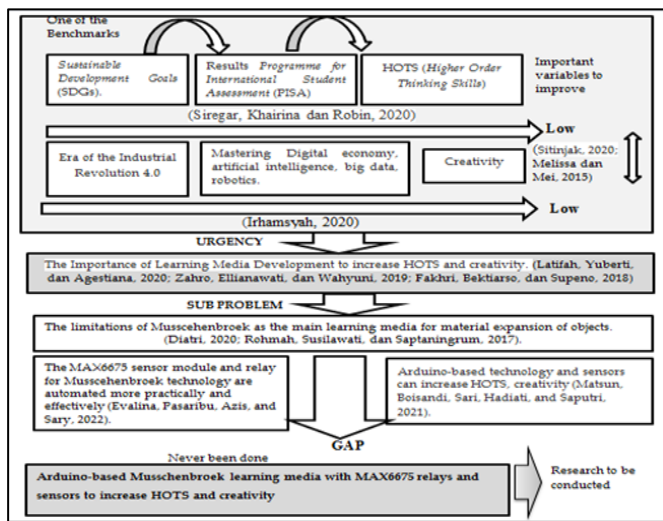 One of the
Benchmarks
Sustainable
Development Goals
(SDGs).
Results Programme for
International Student
Assessment (PISA)
HOTS (Higher Order
Thinking Skills)
Important
variables to
improve
(Siregar, Khairina dan Robin, 2020)
Low
Era of the Industrial
Revolution 4.0
Mastering Digital economy,
artificial intelligence, big data,
robotics.
Creativity
(Sitinjak, 2020;
Melissa dan
Mei, 2015)
Low
(Irhamsyah, 2020)
URGENCY
The Importance of Learning Media Development to increase HOTS and creativity. (Latifah, Yuberti,
dan Agestiana, 2020; Zahro, Ellianawati, dan Wahyuni, 2019; Fakhri, Bektiarso, dan Supeno, 2018)
SUB PROBLEM
The limitations of Musscehenbroek as the main learning media for material expansion of objects.
(Diatri, 2020; Rohmah, Susilawati, dan Saptaningrum, 2017).
The MAX6675 sensor module and relay
for Musscehenbroek technology are
automated more practically and
effectively (Evalina, Pasaribu, Azis, and
Sary, 2022).
Arduino-based technology and sensors
can increase HOTS, creativity (Matsun,
Boisandi, Sari, Hadiati, and Saputri,
2021).
GAP
Never been done
Arduino-based Musschenbroek learning media with MAX6675 relays and
sensors to increase HOTS and creativity
Research to be
conducted